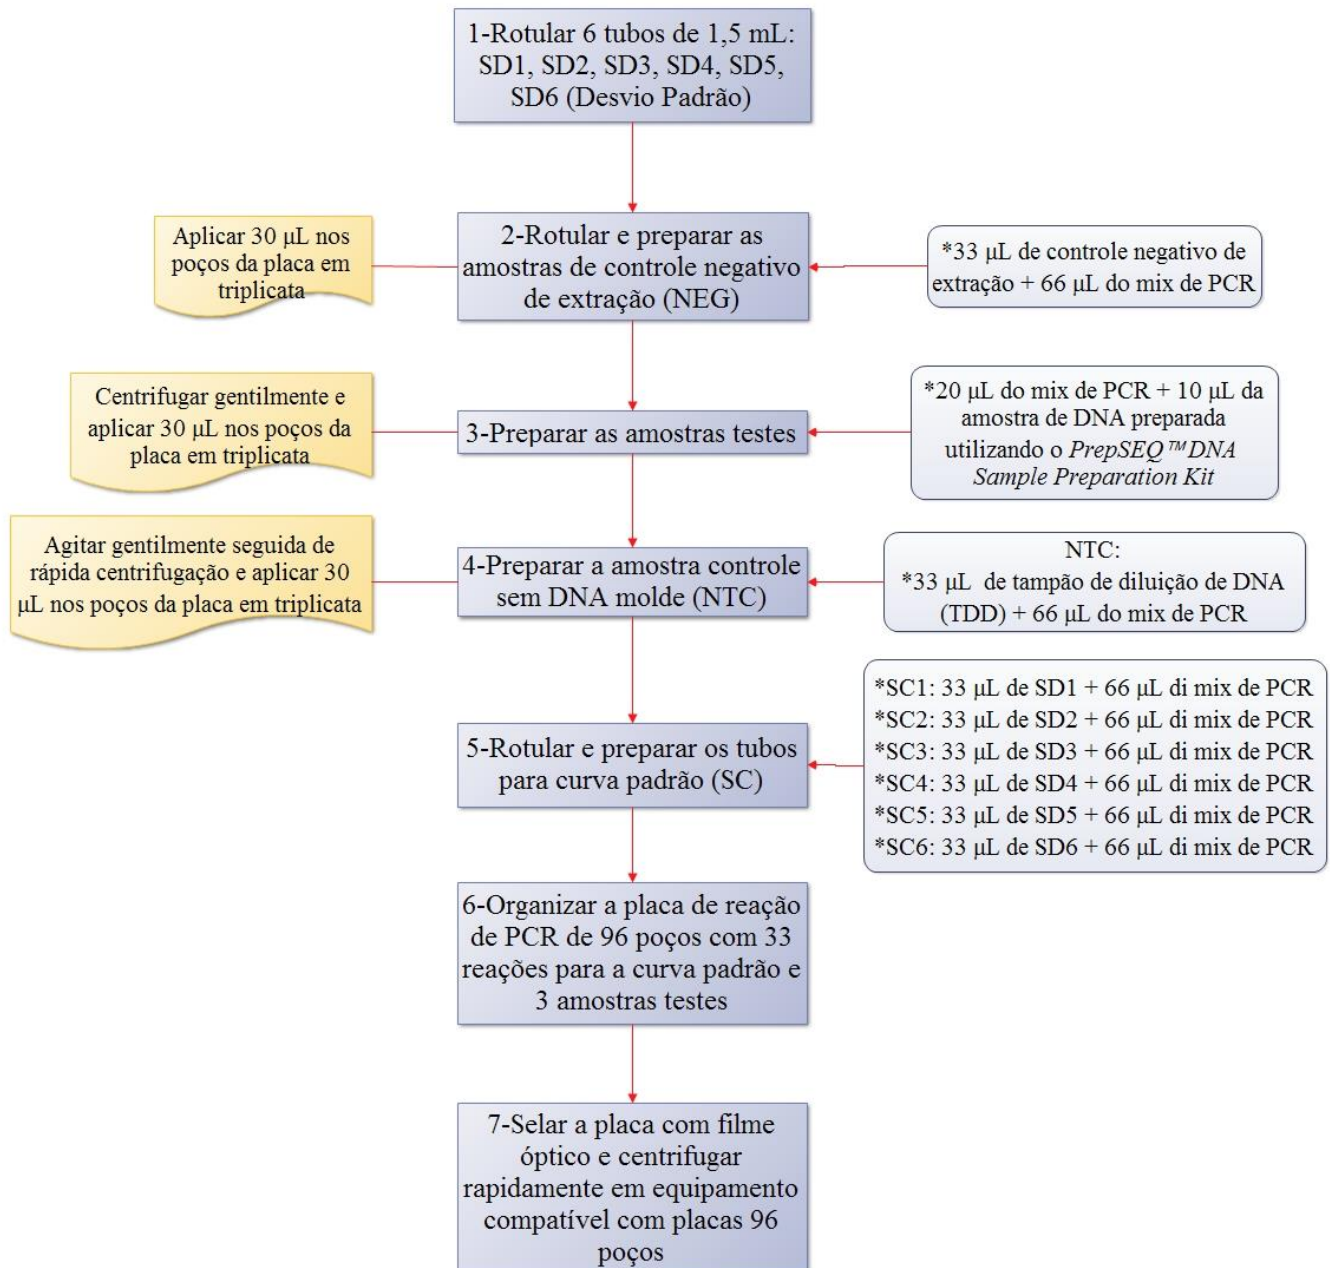 1-Rotular 6 tubos de 1,5 mL:
SD1, SD2, SD3, SD4, SD5,
SD6 (Desvio Padrão)
Aplicar 30 μL nos
poços da placa em
triplicata
2-Rotular e preparar as
amostras de controle negativo
de extração (NEG)
*33 μL de controle negativo de
extração + 66 μL do mix de PCR
Centrifugar gentilmente e
aplicar 30 μL nos poços da
placa em triplicata
3-Preparar as amostras testes
*20 μL do mix de PCR + 10 μL da
amostra de DNA preparada
utilizando o PrepSEQ™DNA
Sample Preparation Kit
Agitar gentilmente seguida de
rápida centrifugação e aplicar 30
μL nos poços da placa em triplicata
4-Preparar a amostra controle
sem DNA molde (NTC)
NTC:
*33 μL de tampão de diluição de DNA
(TDD) + 66 μL do mix de PCR
5-Rotular e preparar os tubos
para curva padrão (SC)
*SC1: 33 μL de SD1 + 66 μL di mix de PCR
*SC2: 33 μL de SD2 + 66 μL di mix de PCR
*SC3: 33 μL de SD3 + 66 μL di mix de PCR
*SC4: 33 μL de SD4 + 66 μL di mix de PCR
*SC5: 33 μL de SD5 + 66 μL di mix de PCR
*SC6: 33 μL de SD6 + 66 μL di mix de PCR
6-Organizar a placa de reação
de PCR de 96 poços com 33
reações para a curva padrão e
3 amostras testes
7-Selar a placa com filme
óptico e centrifugar
rapidamente em equipamento
compatível com placas 96
poços